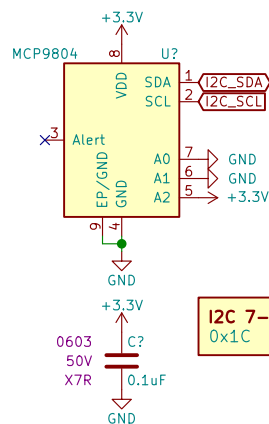 +3.3V
MCP9804
U?
8
VDD
SDA
1
I2C_SDA
SCL
2
I2C_SCL
3
Alert
A0
7
GND
A1
6
GND
A2
5
+3.3V
EP/GND
GND
9
4
GND
+3.3V
0603
C?
50V
X7R
0.1uF
GND
I2C 7-
0x1C